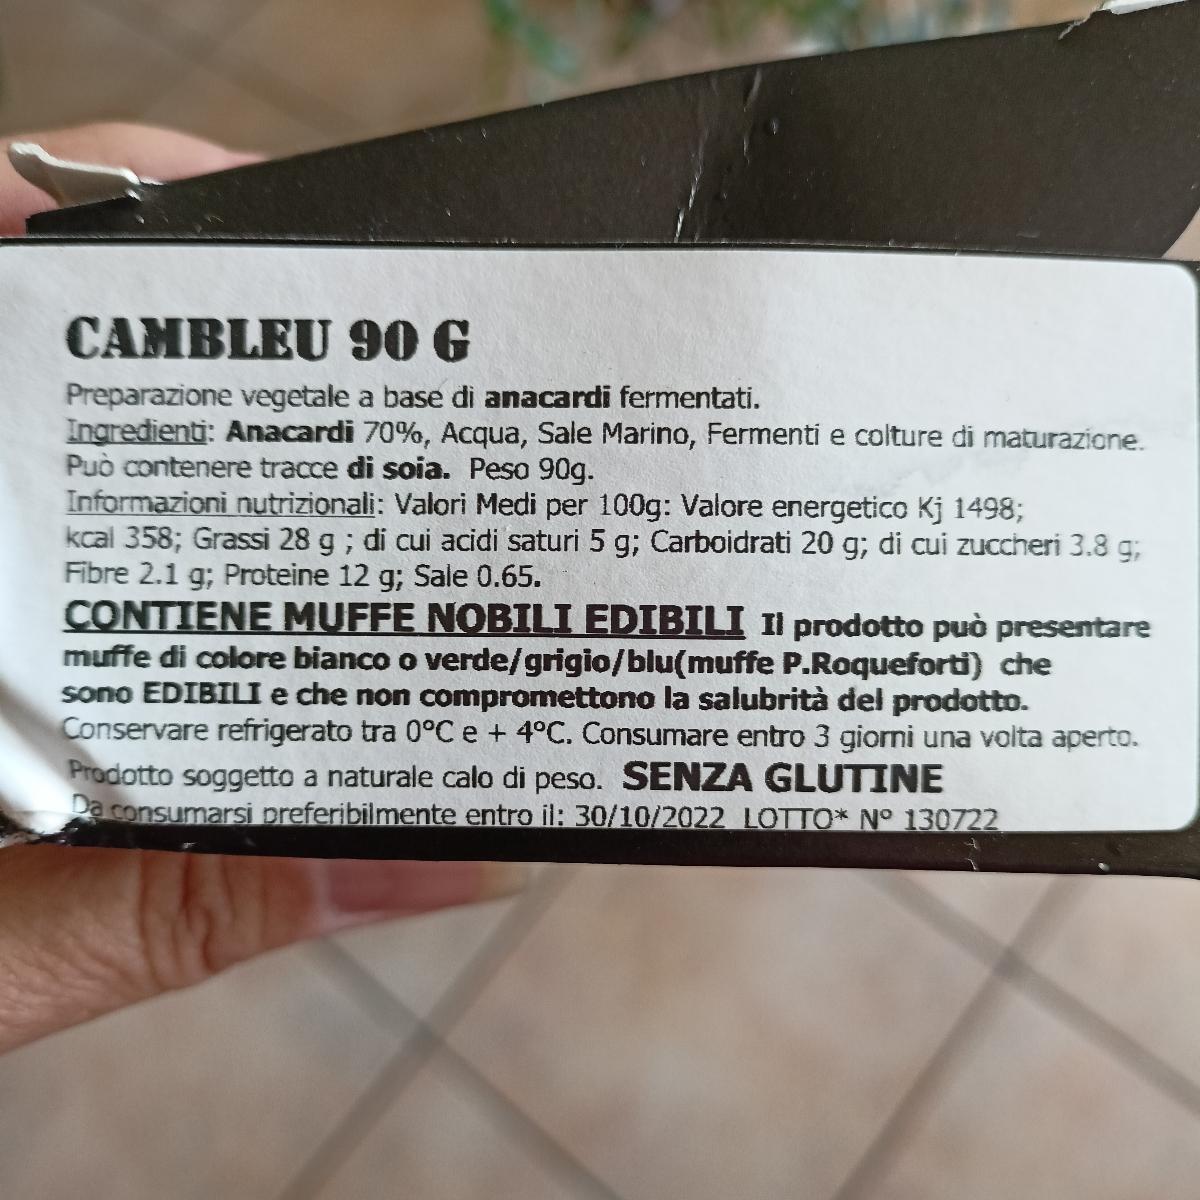 CAMBLEU 90 G
Preparazione vegetale a base di anacardi fermentati.
Ingredienti: Anacardi 70%, Acqua, Sale Marino, Fermenti e colture di maturazione.
Può contenere tracce di soia. Peso 90g.
Informazioni nutrizionali: Valori Medi per 100g: Valore energetico Kj 1498;
kcal 358; Grassi 28 g ; di cui acidi saturi 5 g; Carboidrati 20 g; di cui zuccheri 3.8 g;
Fibre 2.1 g; Proteine 12 g; Sale 0.65.
CONTIENE MUFFE NOBILI EDIBILI Il prodotto può presentare
muffe di colore bianco o verde/grigio/blu(muffe P.Roqueforti) che
sono EDIBILI e che non compromettono la salubrità del prodotto.
Conservare refrigerato tra 0°C e + 4°C. Consumare entro 3 giorni una volta aperto.
Prodotto soggetto a naturale calo di peso. SENZA GLUTINE
Da consumarsi preferibilmente entro il: 30/10/2022 LOTTO* N° 130722